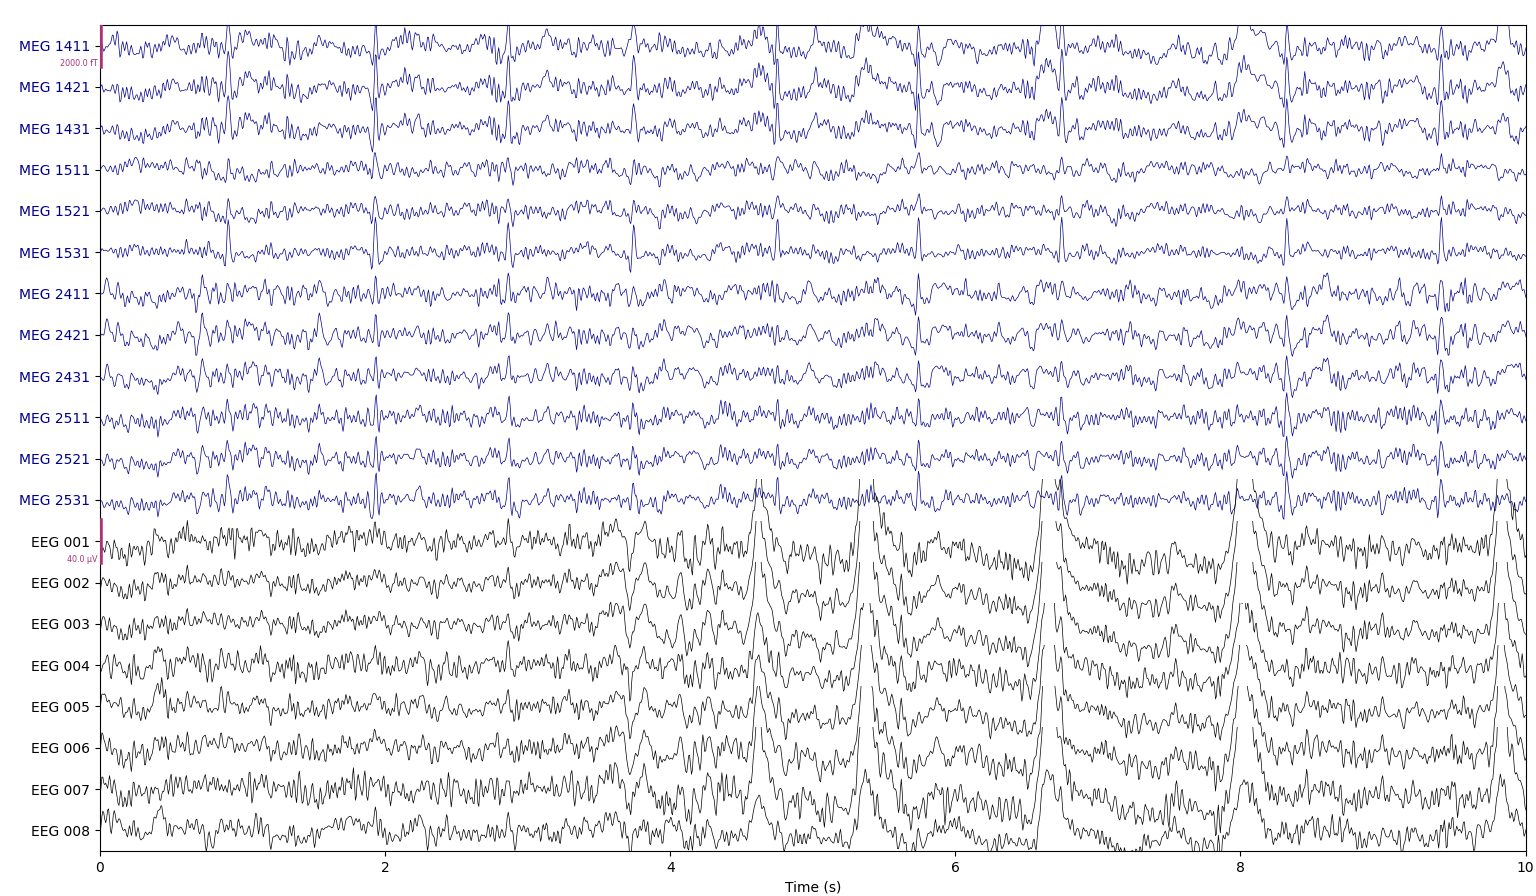 MEG 1411
2000.0 fT
MEG 1421
MEG 1431
MEG 1511
MEG 1521
MEG 1531
MEG 2411
MEG 2421
MEG 2431
MEG 2511
MEG 2521
MEG 2531
EEG 001
40.0 µV
EEG 002
EEG 003
EEG 004
EEG 005
EEG 006
EEG 007
EEG 008
0 2 4 6 8 10
Time (s)